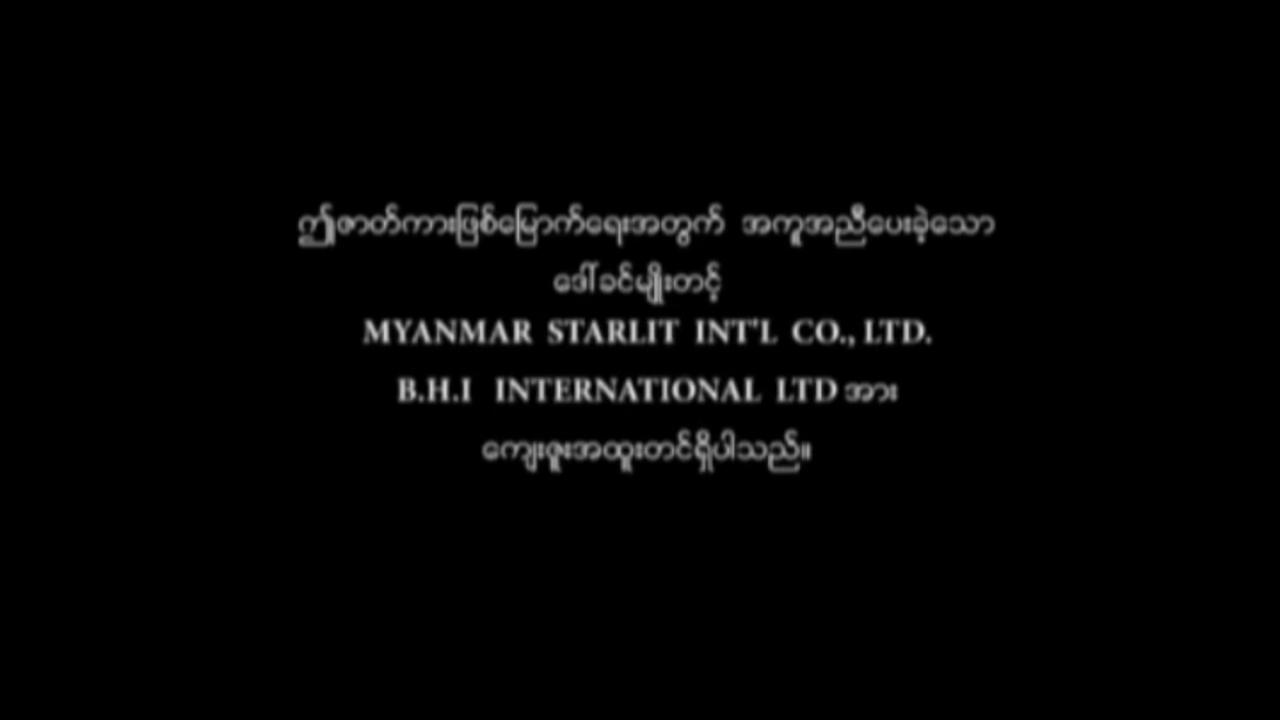 ဤဇာတ်ကားဖြစ်မြောက်ရေးအတွက် အကူအညီပေးခဲ့သော
ဒေါ်ခင်မျိုးတင့်
MYANMAR STARLIT INT'L CO., LTD.
B.H.I INTERNATIONAL LTD အား
ကျေးဇူးအထူးတင်ရှိပါသည်။